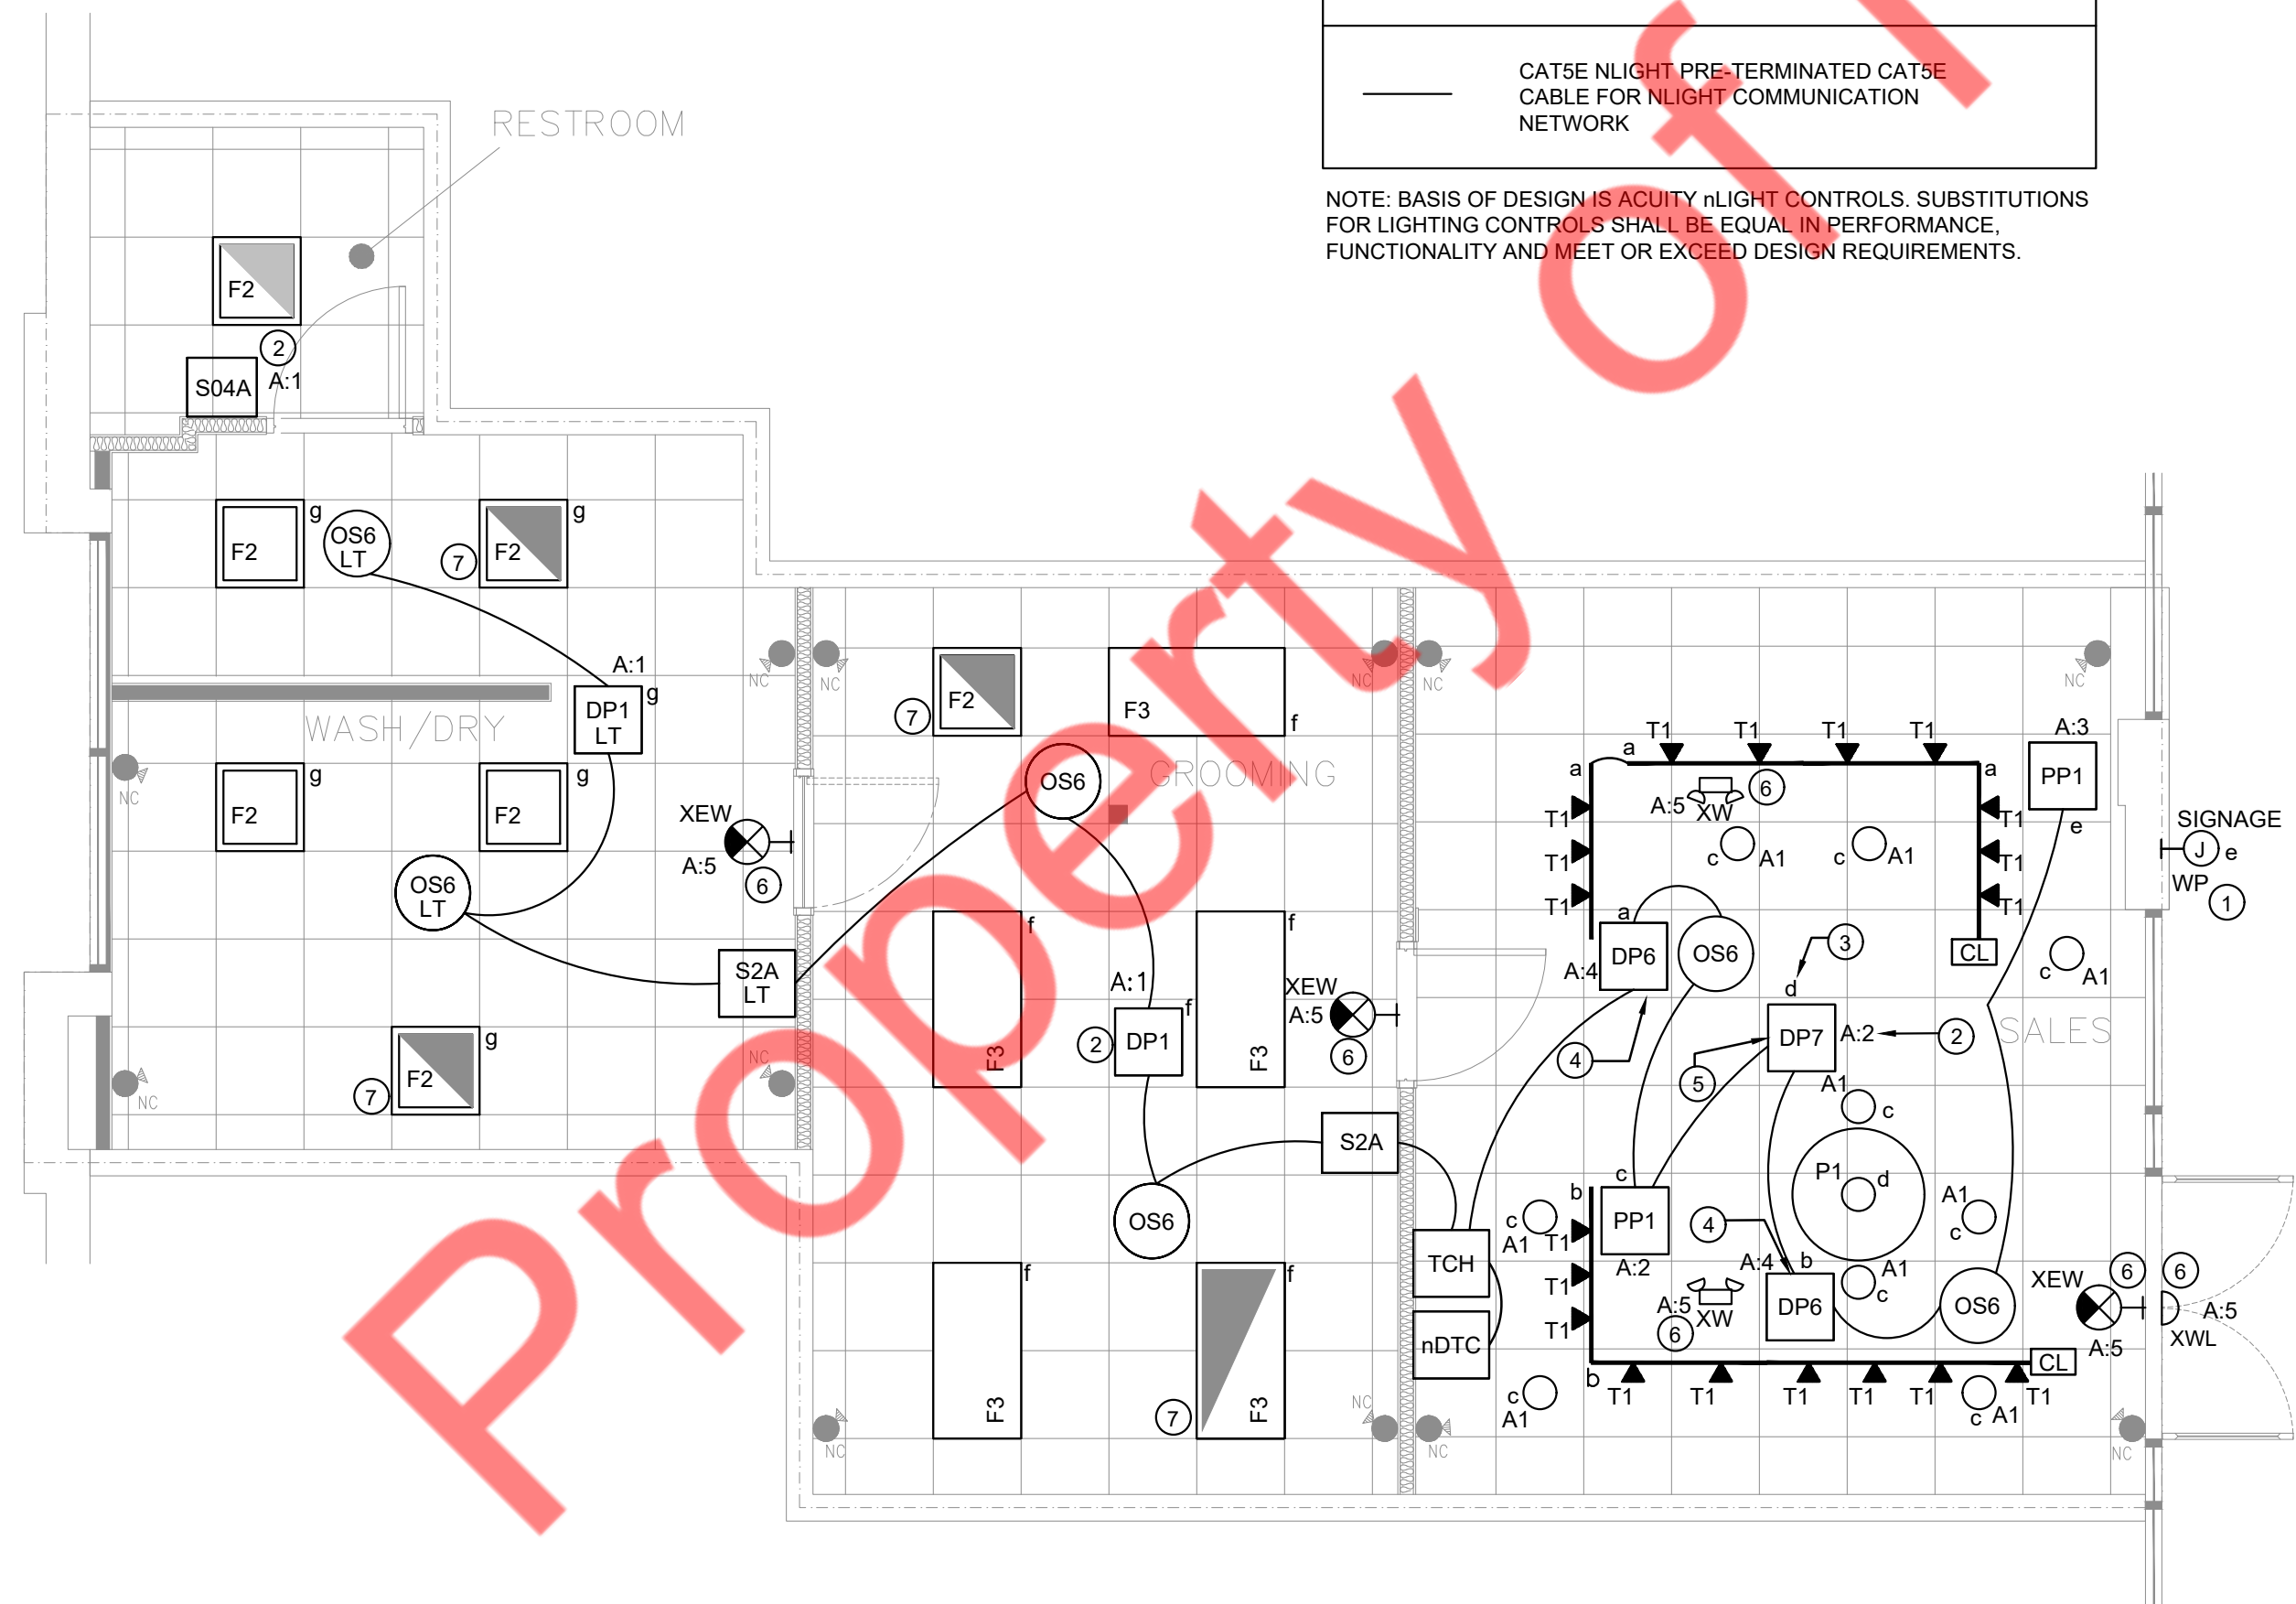 CAT5E NLIGHT PRE-TERMINATED CAT5E
CABLE FOR NLIGHT COMMUNICATION
NETWORK
NOTE: BASIS OF DESIGN IS ACUITY nLIGHT CONTROLS. SUBSTITUTIONS
FOR LIGHTING CONTROLS SHALL BE EQUAL IN PERFORMANCE,
FUNCTIONALITY AND MEET OR EXCEED DESIGN REQUIREMENTS.
Property of
RESTROOM
F2
2
S04A
A:1
F2
g
OS6
LT
7
F2
g
A:1
DP1
LT
g
WASH/DRY
NC
NC
F2
g
F2
g
XEW
A:5
6
OS6
LT
S2A
LT
F2
g
7
NC
NC
NC
7
F2
F3
f
NC
GROOMING
OS6
F3
f
F3
f
A:1
f
DP1
2
XEW
A:5
6
S2A
OS6
F3
f
F3
f
7
NC
NC
NC
NC
T1
T1
T1
T1
a
a
a
A:3
PP1
e
T1
T1
T1
A:5
XW
6
T1
T1
T1
c
A1
c
A1
SIGNAGE
J
e
WP
1
a
DP6
A:4
OS6
CL
c
A1
3
d
DP7
A:2
2
SALES
4
5
A1
c
P1
d
A1
c
c
A1
b
c
PP1
A:2
T1
T1
T1
4
A:4
b
DP6
A1
c
A:5
XW
6
OS6
XEW
6
6
A:5
A:5
XWL
TCH
nDTC
CL
b
T1
T1
T1
T1
T1
T1
c
A1
c
A1
NC
NC